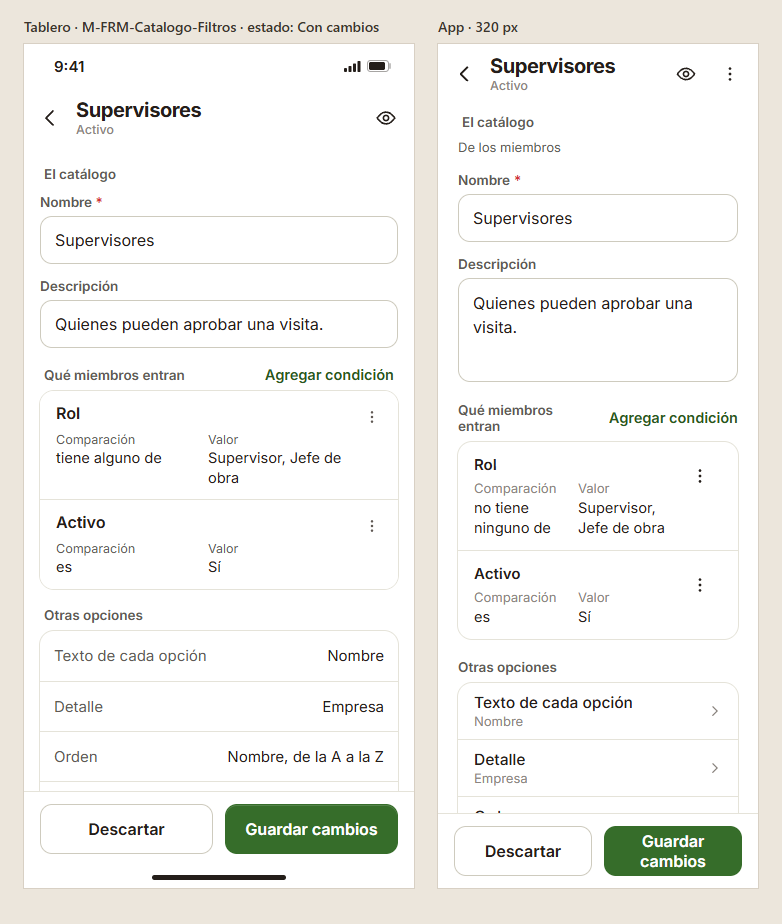 Tablero · M-FRM-Catalogo-Filtros · estado: Con cambios
9:41
Supervisores
Activo
El catálogo
Nombre *
Supervisores
Descripción
Quienes pueden aprobar una visita.
Qué miembros entran
Agregar condición
Rol
Comparación
Valor
tiene alguno de
Supervisor, Jefe de
obra
Activo
Comparación
Valor
es
Sí
Otras opciones
Texto de cada opción
Nombre
Detalle
Empresa
Orden
Nombre, de la A a la Z
Descartar
Guardar cambios
App · 320 px
Supervisores
Activo
El catálogo
De los miembros
Nombre *
Supervisores
Descripción
Quienes pueden aprobar una
visita.
Qué miembros
entran
Agregar condición
Rol
Comparación
Valor
no tiene
ninguno de
Supervisor,
Jefe de obra
Activo
Comparación
Valor
es
Sí
Otras opciones
Texto de cada opción
Nombre
Detalle
Empresa
Descartar
Guardar
cambios